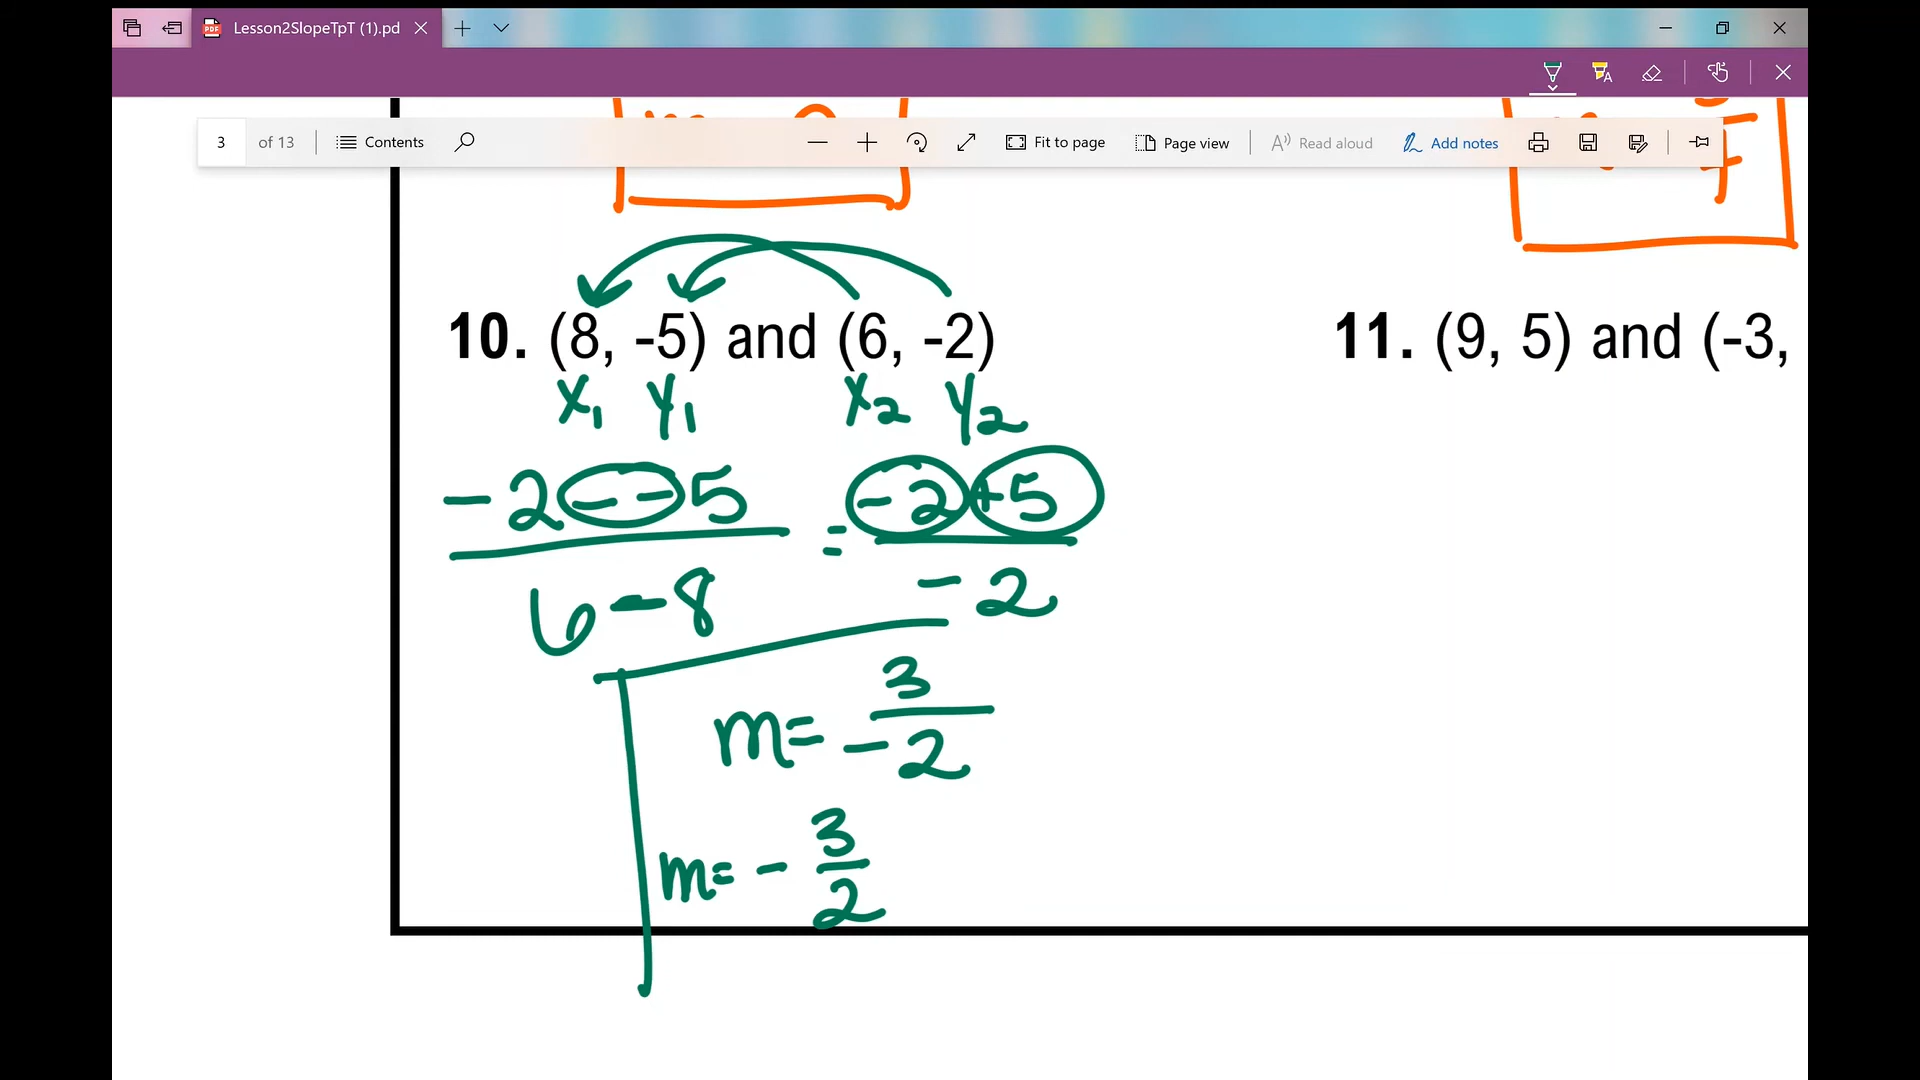 Lesson2SlopeTpT (1).pd
3 of 13 Contents Fit to page Page view Read aloud Add notes
10. (8, -5) and (6, -2)
11. (9, 5) and (-3,
x₁ y₁ x₂ y₂
-2 - -5 = -2 + 5
6 - 8 -2
m = 3
-2
m = - 3
2